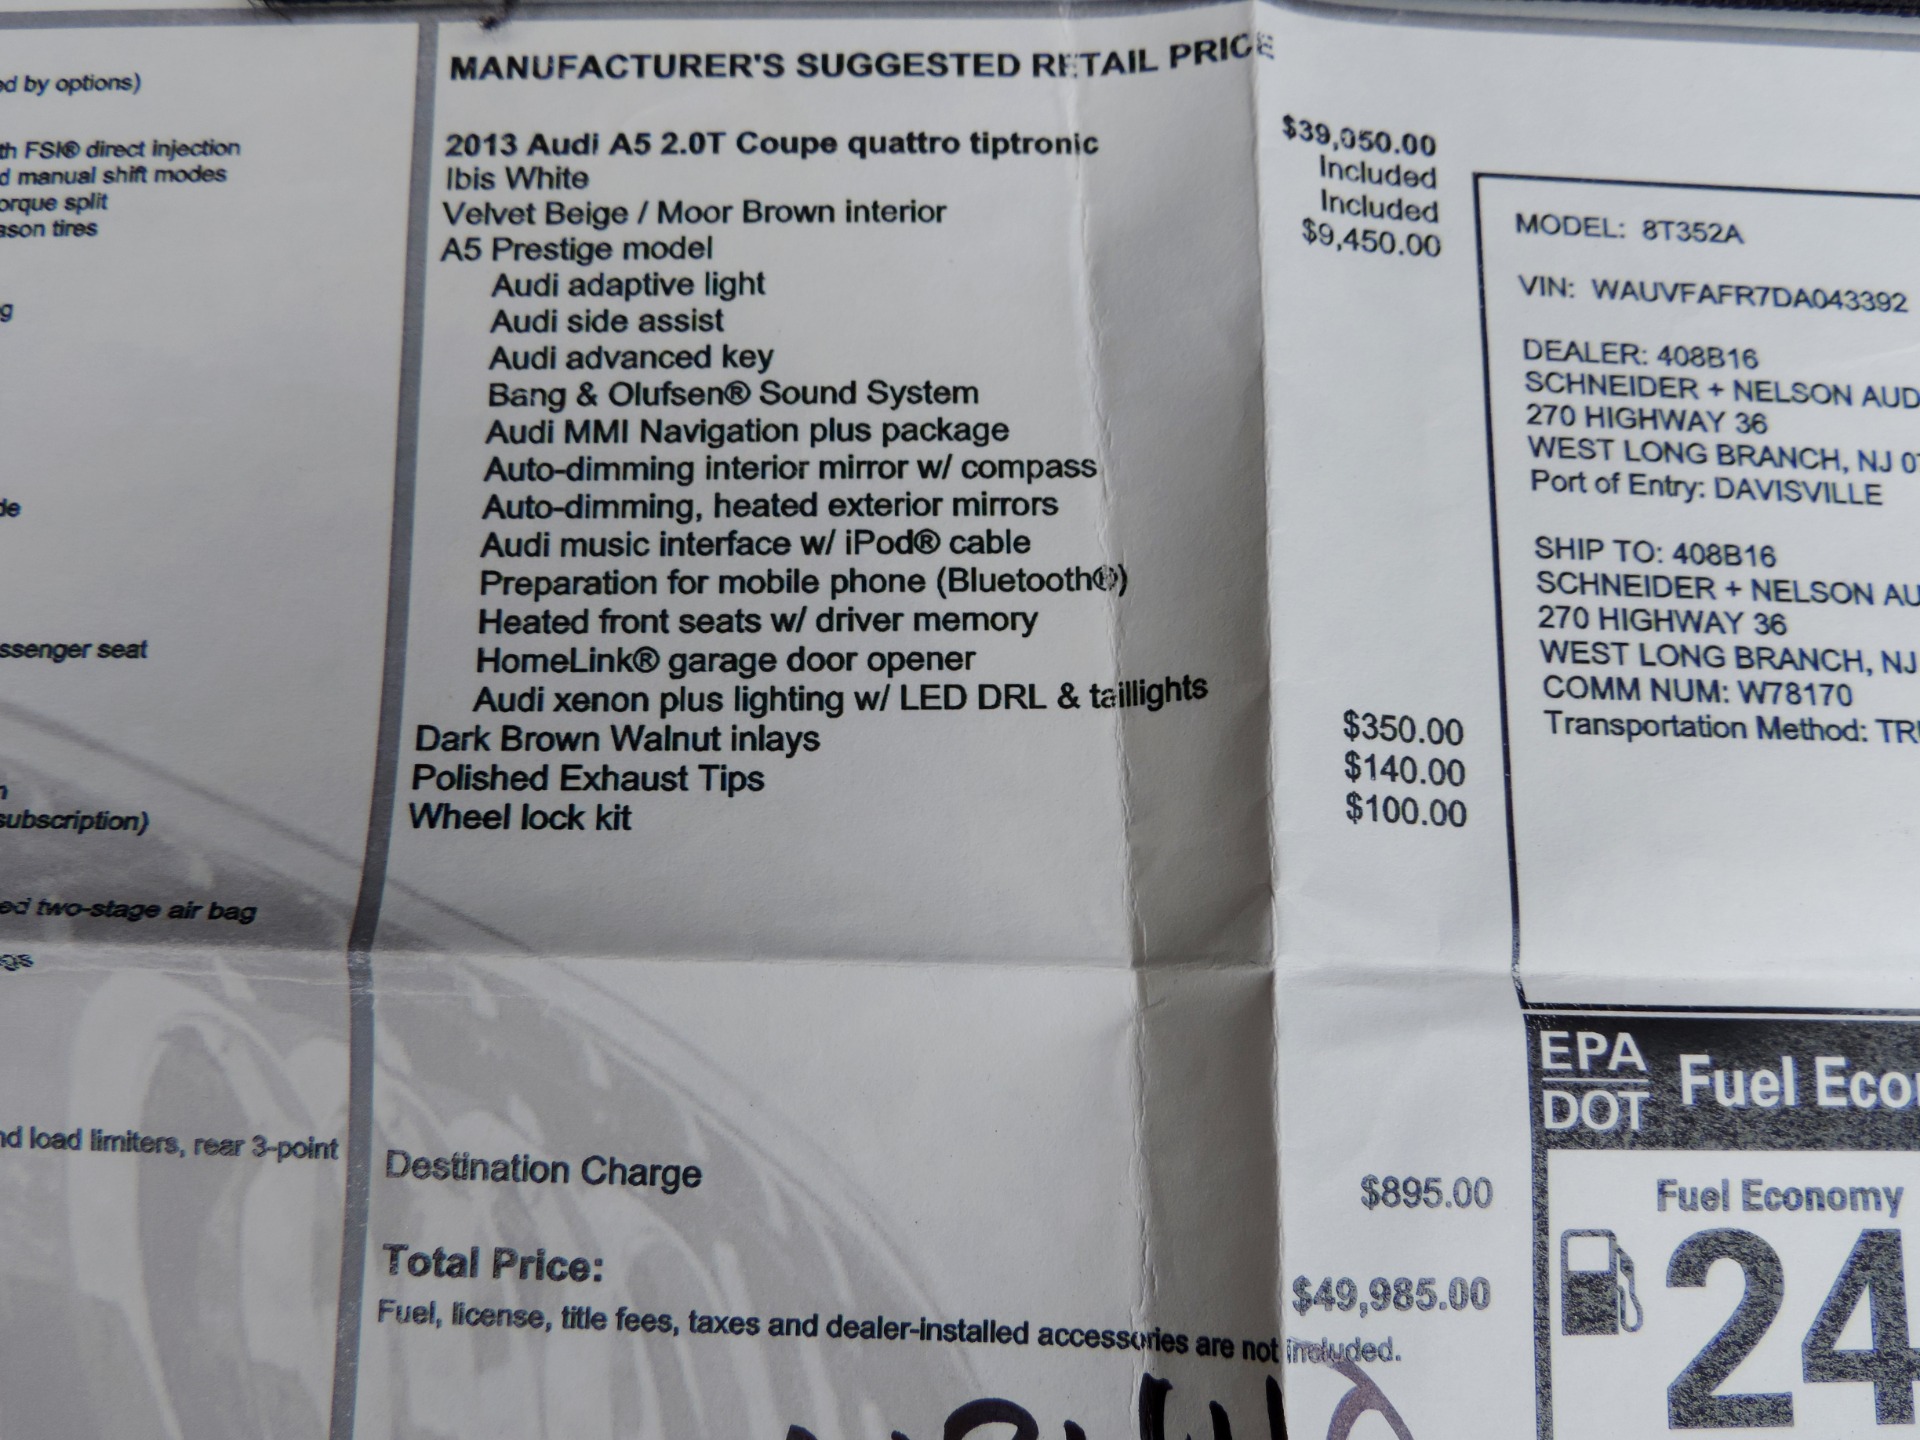 ed by options)
th FSI® direct injection
d manual shift modes
orque split
ason tires
g
de
ssenger seat
n
subscription)
ed two-stage air bag
gs
nd load limiters, rear 3-point
MANUFACTURER'S SUGGESTED RETAIL PRICE
2013 Audi A5 2.0T Coupe quattro tiptronic $39,050.00
Ibis White Included
Velvet Beige / Moor Brown interior Included
A5 Prestige model $9,450.00
Audi adaptive light
Audi side assist
Audi advanced key
Bang & Olufsen® Sound System
Audi MMI Navigation plus package
Auto-dimming interior mirror w/ compass
Auto-dimming, heated exterior mirrors
Audi music interface w/ iPod® cable
Preparation for mobile phone (Bluetooth®)
Heated front seats w/ driver memory
HomeLink® garage door opener
Audi xenon plus lighting w/ LED DRL & taillights
Dark Brown Walnut inlays $350.00
Polished Exhaust Tips $140.00
Wheel lock kit $100.00
Destination Charge $895.00
Total Price: $49,985.00
Fuel, license, title fees, taxes and dealer-installed accessories are not included.
MODEL: 8T352A
VIN: WAUVFAFR7DA043392
DEALER: 408B16
SCHNEIDER + NELSON AUD
270 HIGHWAY 36
WEST LONG BRANCH, NJ 07
Port of Entry: DAVISVILLE
SHIP TO: 408B16
SCHNEIDER + NELSON AU
270 HIGHWAY 36
WEST LONG BRANCH, NJ
COMM NUM: W78170
Transportation Method: TRU
EPA
DOT
Fuel Eco
Fuel Economy
24